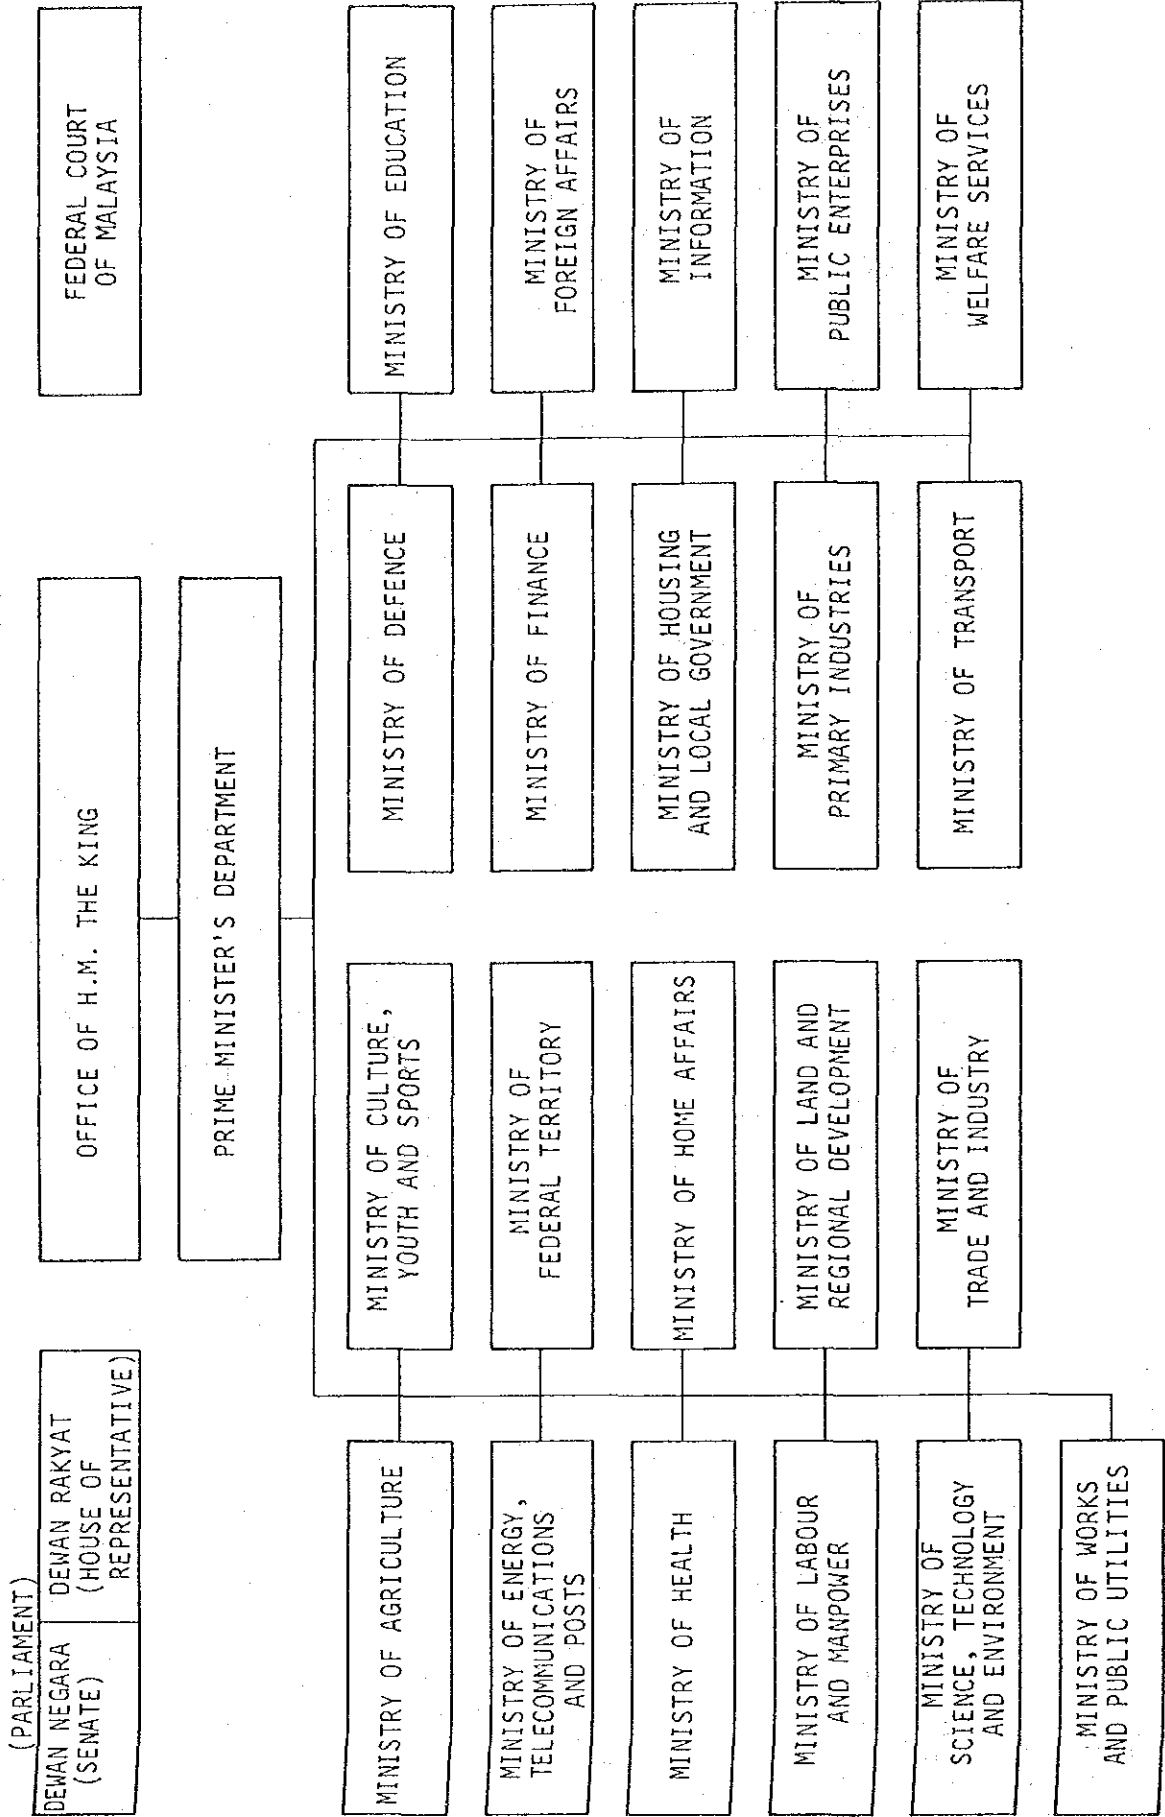 (PARLIAMENT)
DEWAN NEGARA
(SENATE)
DEWAN RAKYAT
(HOUSE OF
REPRESENTATIVE)
OFFICE OF H.M. THE KING
FEDERAL COURT
OF MALAYSIA
PRIME MINISTER'S DEPARTMENT
MINISTRY OF AGRICULTURE
MINISTRY OF CULTURE,
YOUTH AND SPORTS
MINISTRY OF DEFENCE
MINISTRY OF EDUCATION
MINISTRY OF ENERGY,
TELECOMMUNICATIONS
AND POSTS
MINISTRY OF
FEDERAL TERRITORY
MINISTRY OF FINANCE
MINISTRY OF
FOREIGN AFFAIRS
MINISTRY OF HEALTH
MINISTRY OF HOME AFFAIRS
MINISTRY OF HOUSING
AND LOCAL GOVERNMENT
MINISTRY OF
INFORMATION
MINISTRY OF LABOUR
AND MANPOWER
MINISTRY OF LAND AND
REGIONAL DEVELOPMENT
MINISTRY OF
PRIMARY INDUSTRIES
MINISTRY OF
PUBLIC ENTERPRISES
MINISTRY OF
SCIENCE, TECHNOLOGY
AND ENVIRONMENT
MINISTRY OF
TRADE AND INDUSTRY
MINISTRY OF TRANSPORT
MINISTRY OF
WELFARE SERVICES
MINISTRY OF WORKS
AND PUBLIC UTILITIES